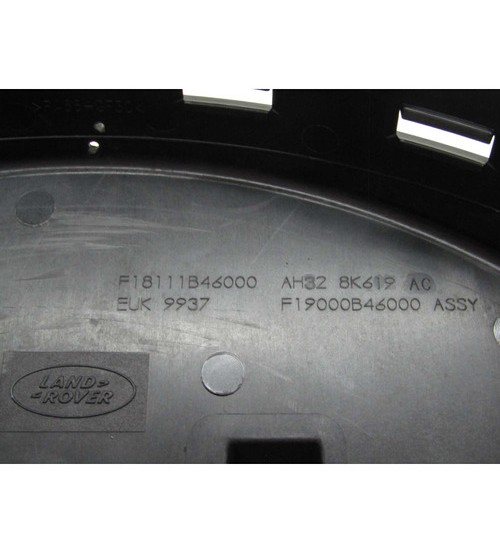 F18111B46000 AH32 8K619 AC
EUK 9937 F19000B46000 ASSY
LAND
ROVER